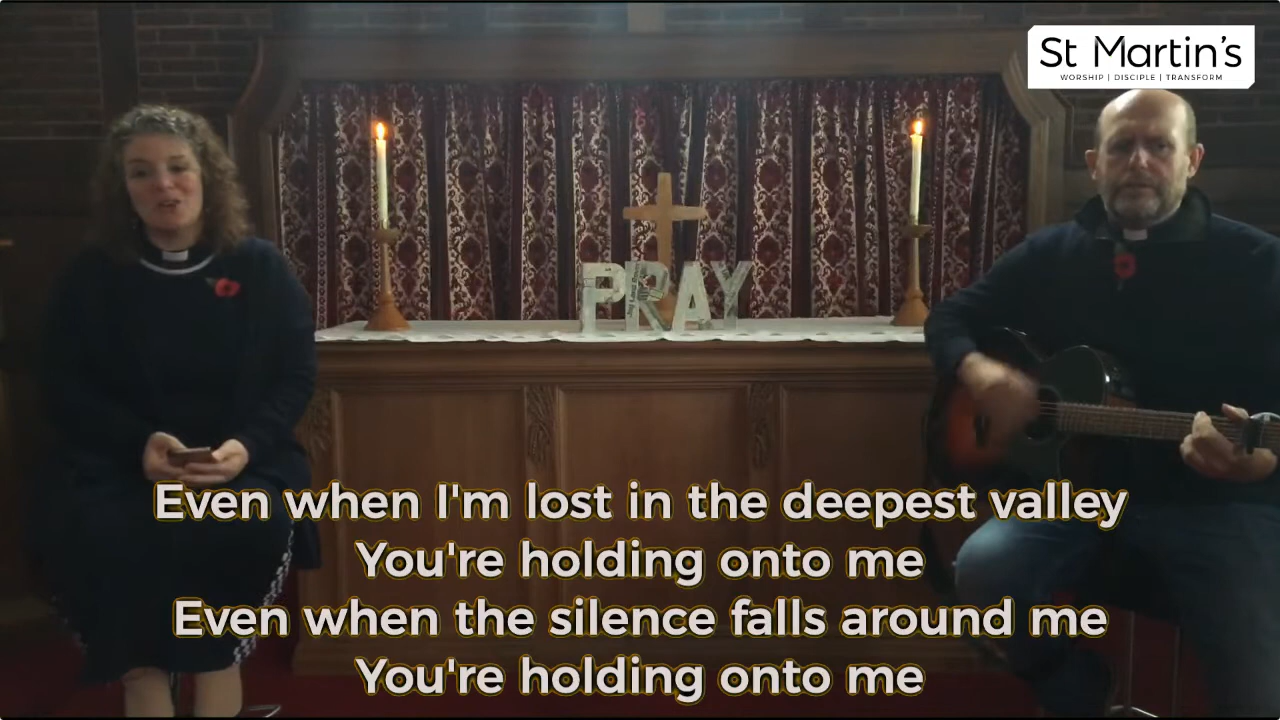 St Martin's
WORSHIP | DISCIPLE | TRANSFORM
PRAY
Even when I'm lost in the deepest valley
You're holding onto me
Even when the silence falls around me
You're holding onto me